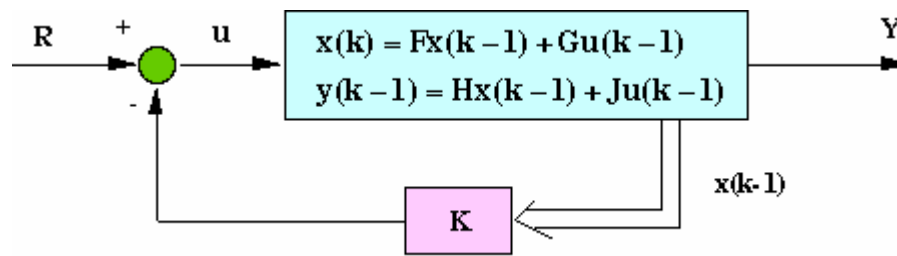 R
+
u
Y
x(k) = Fx(k – 1) + Gu(k – 1)
y(k – 1) = Hx(k – 1) + Ju(k – 1)
-
x(k-1)
K